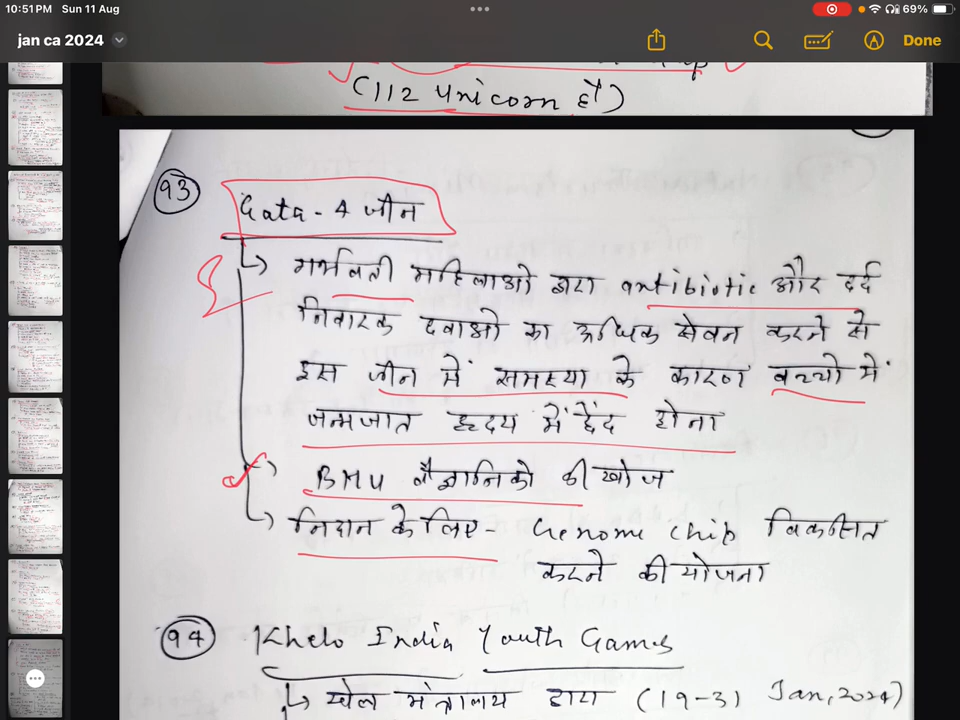 10:51 PM Sun 11 Aug
69%
jan ca 2024
Done
(112 unicorn है)
93
Gata-4 जीन
गर्भवती महिलाओ द्वारा antibiotic और दर्द
निवारक दवाओ का अधिक सेवन करने से
इस जीन में समस्या के कारण बच्चो में
जन्मजात हृदय में छेद होना
BHU वैज्ञानिको की खोज
निदान के लिए - Genome Chip विकसित
करने की योजना
94
Khelo India Youth Games
खेल मंत्रालय द्वारा (19-31 Jan, 2024)